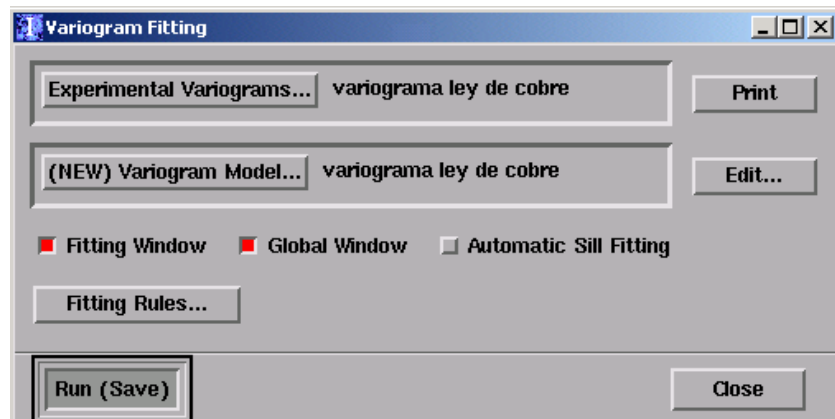 Variogram Fitting
Experimental Variograms... variograma ley de cobre
Print
(NEW) Variogram Model... variograma ley de cobre
Edit...
Fitting Window Global Window Automatic Sill Fitting
Fitting Rules...
Run (Save) Close